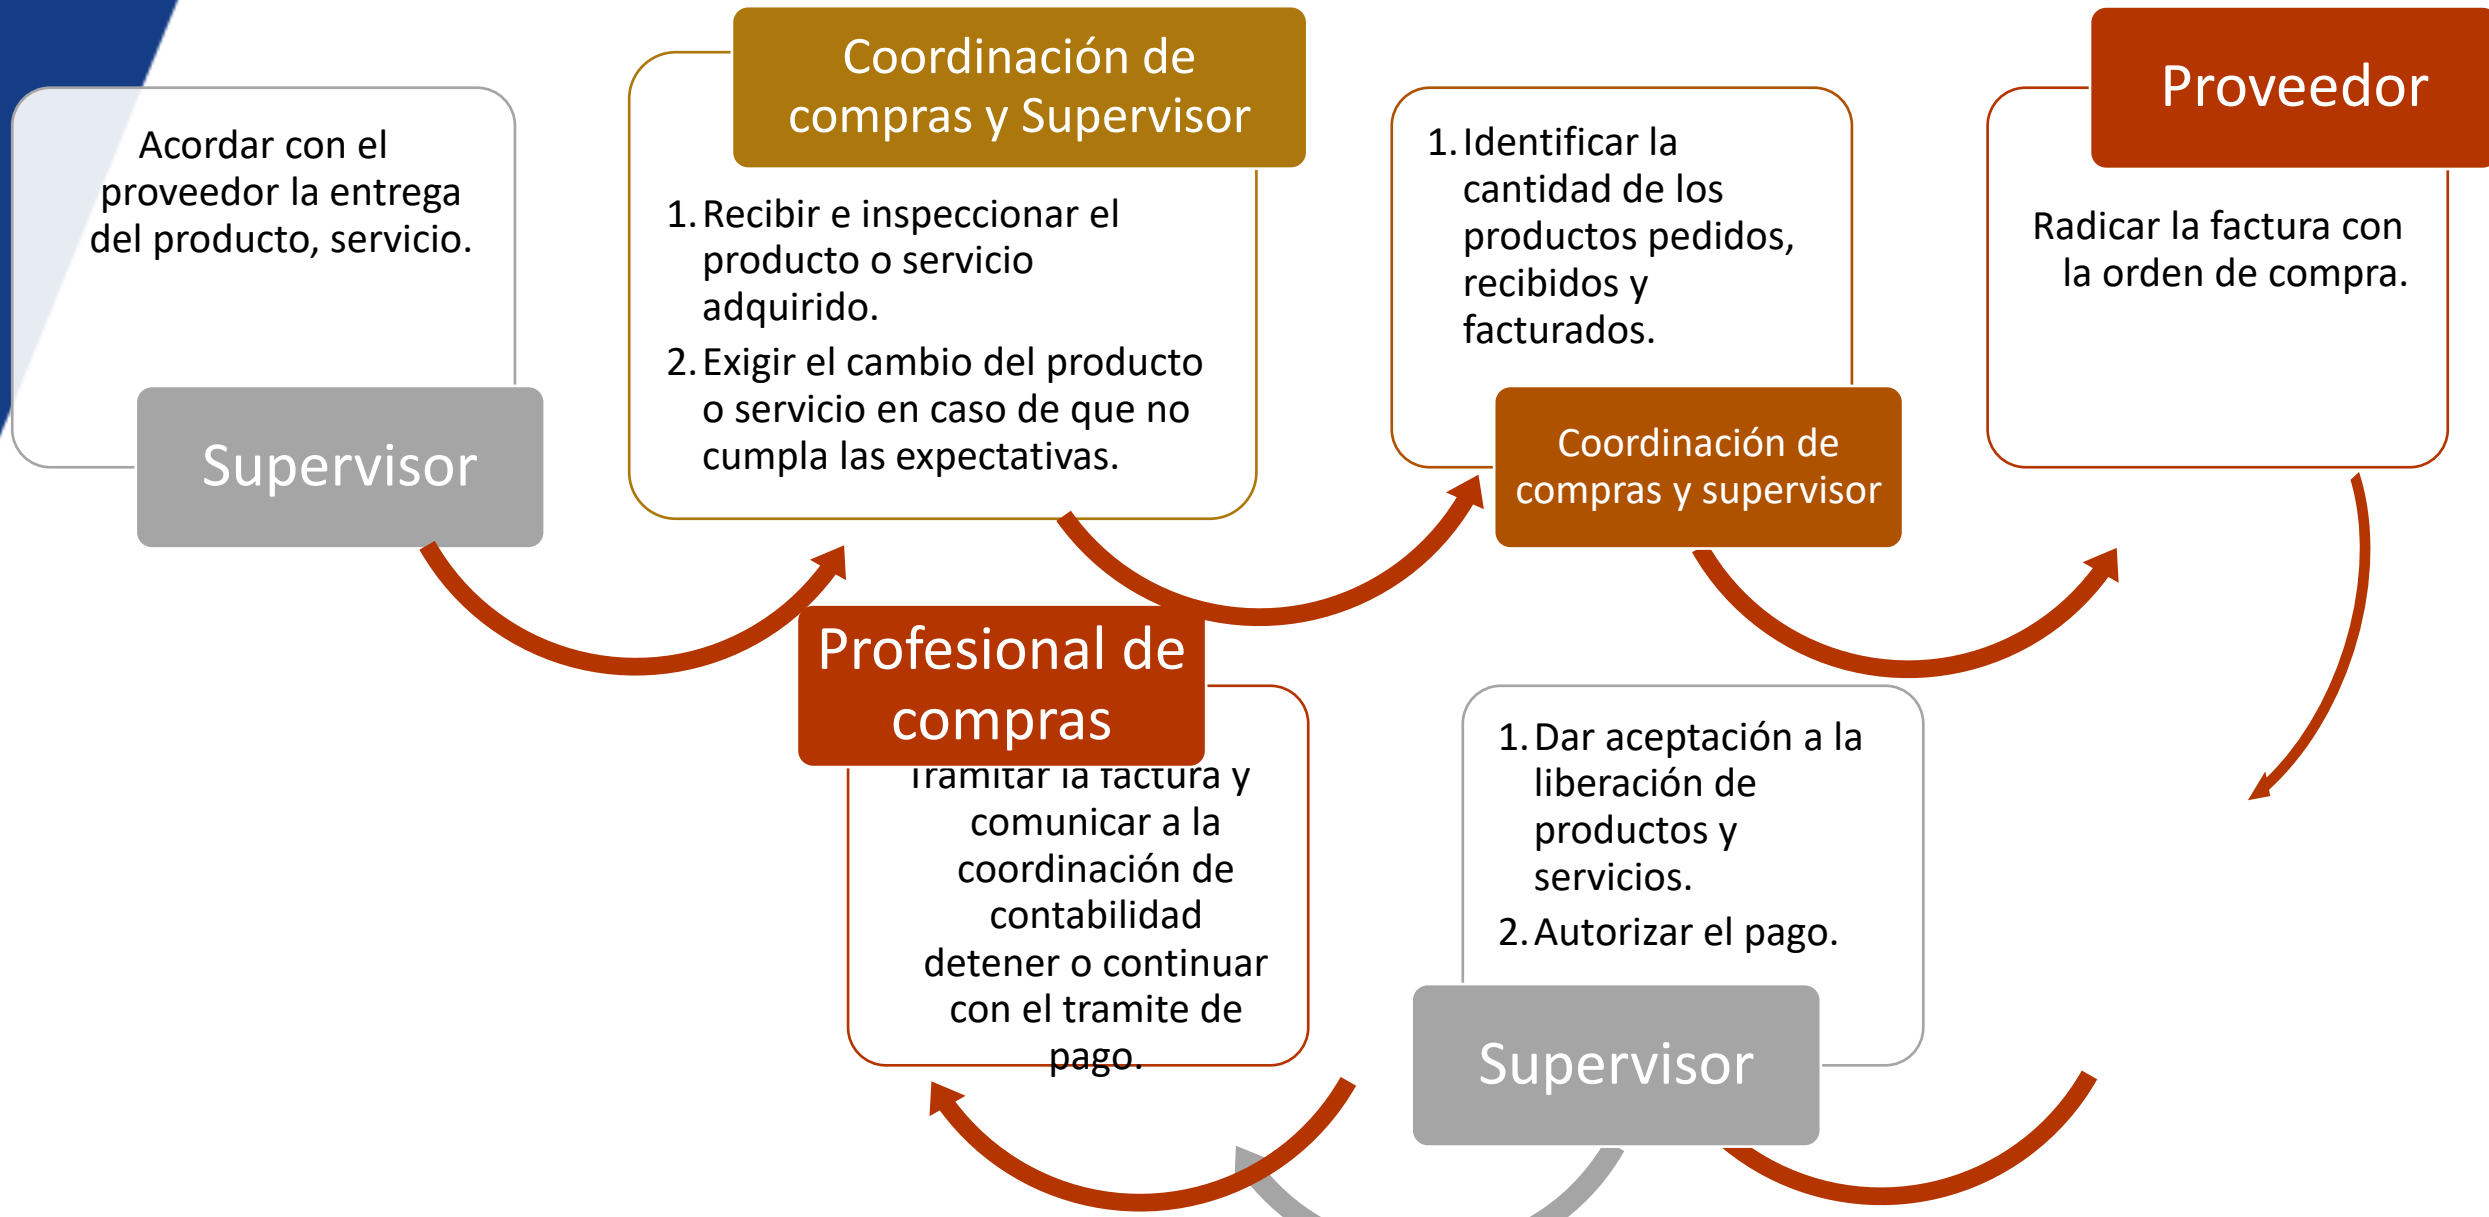 Acordar con el
proveedor la entrega
del producto, servicio.
Supervisor
Coordinación de
compras y Supervisor
1. Recibir e inspeccionar el
producto o servicio
adquirido.
2. Exigir el cambio del producto
o servicio en caso de que no
cumpla las expectativas.
1. Identificar la
cantidad de los
productos pedidos,
recibidos y
facturados.
Coordinación de
compras y supervisor
Proveedor
Radicar la factura con
la orden de compra.
Profesional de
compras
Tramitar la factura y
comunicar a la
coordinación de
contabilidad
detener o continuar
con el tramite de
pago.
1. Dar aceptación a la
liberación de
productos y
servicios.
2. Autorizar el pago.
Supervisor